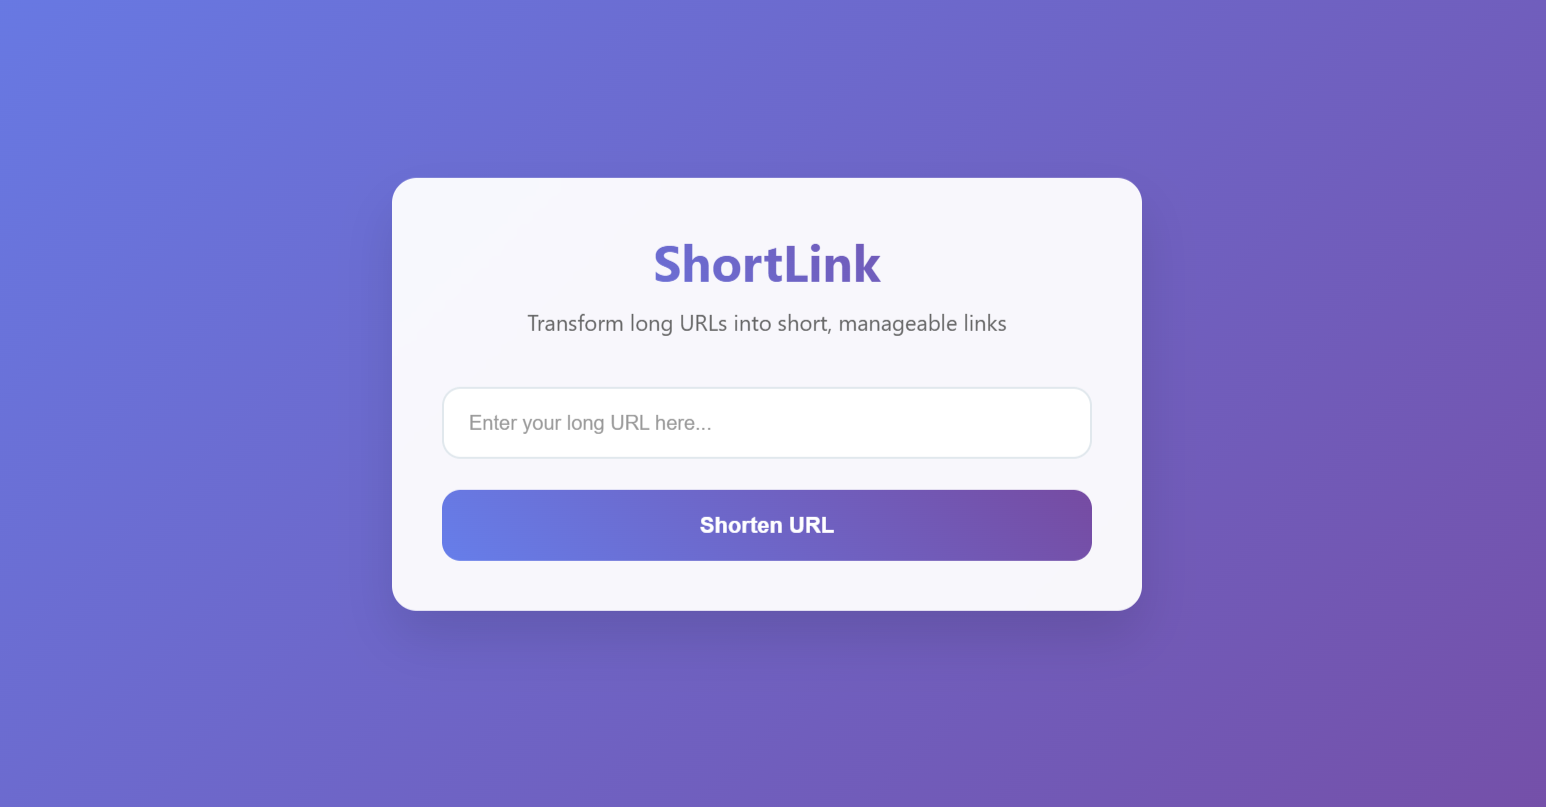 ShortLink
Transform long URLs into short, manageable links
Enter your long URL here...
Shorten URL